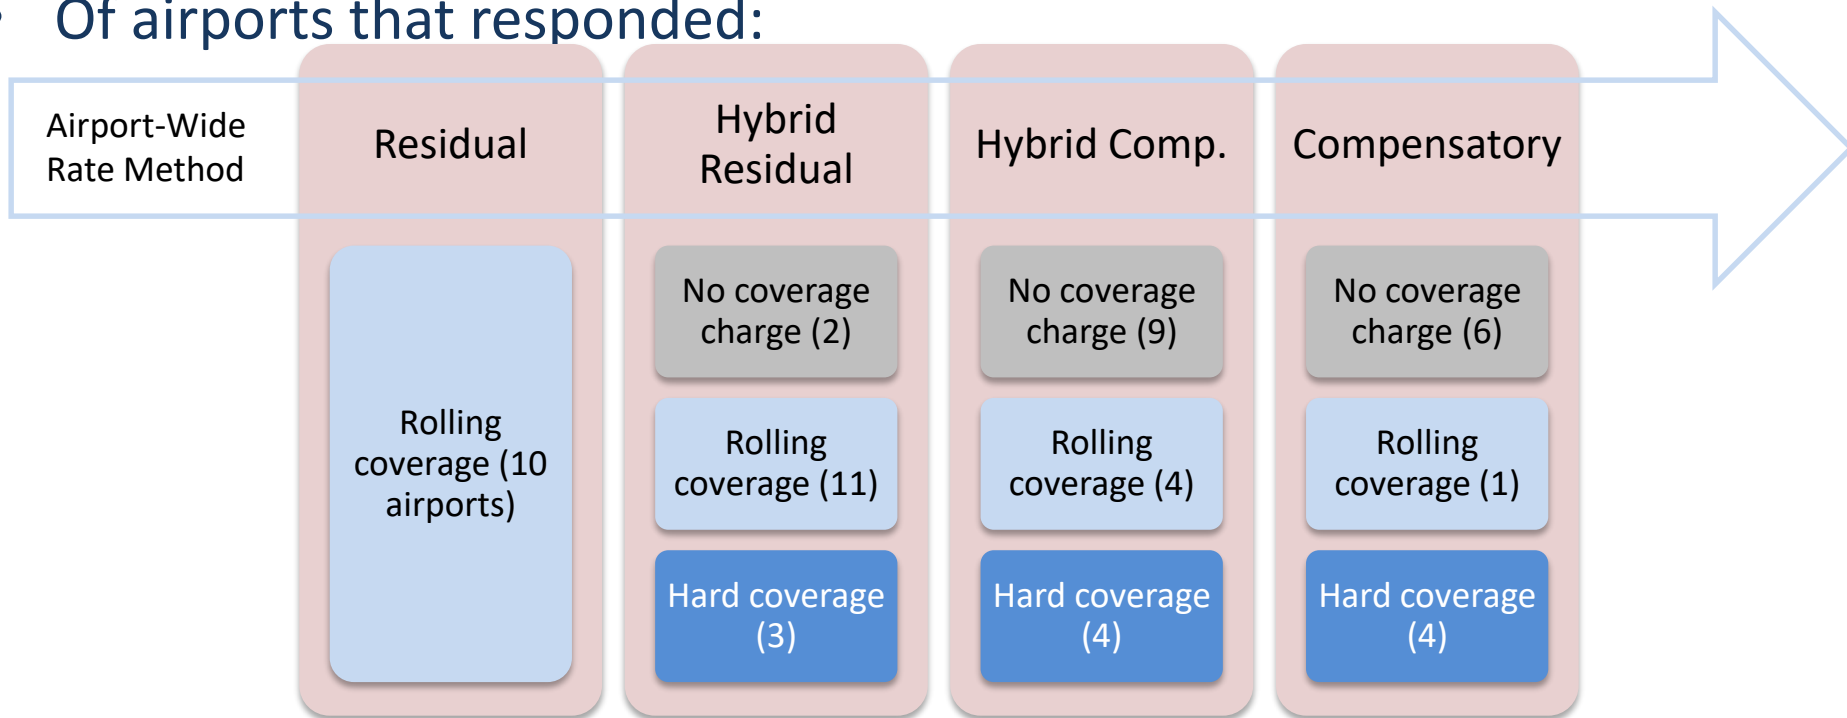 • Of airports that responded:
Airport-Wide
Rate Method
Residual
Hybrid
Residual
Hybrid Comp.
Compensatory
Rolling
coverage (10
airports)
No coverage
charge (2)
Rolling
coverage (11)
Hard coverage
(3)
No coverage
charge (9)
Rolling
coverage (4)
Hard coverage
(4)
No coverage
charge (6)
Rolling
coverage (1)
Hard coverage
(4)